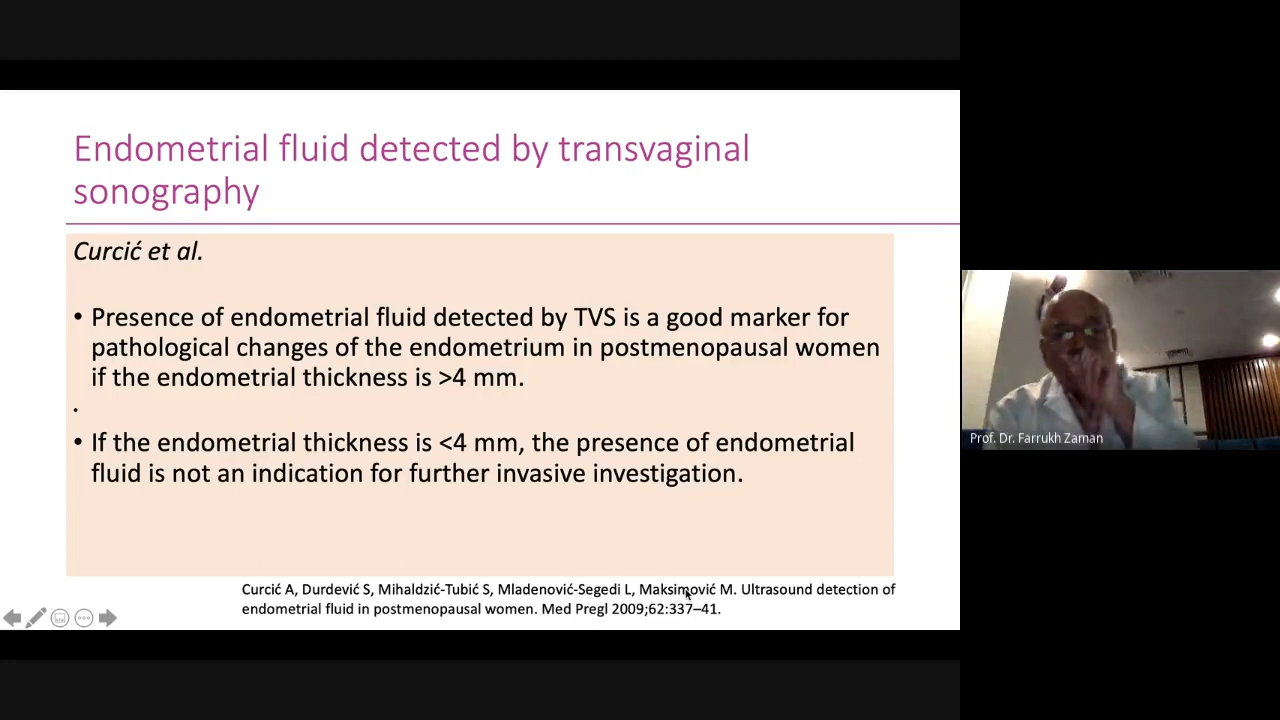 Endometrial fluid detected by transvaginal
sonography
Curcić et al.
• Presence of endometrial fluid detected by TVS is a good marker for
pathological changes of the endometrium in postmenopausal women
if the endometrial thickness is >4 mm.
•
• If the endometrial thickness is <4 mm, the presence of endometrial
fluid is not an indication for further invasive investigation.
Curcić A, Durdević S, Mihaldzić-Tubić S, Mladenović-Segedi L, Maksimović M. Ultrasound detection of
endometrial fluid in postmenopausal women. Med Pregl 2009;62:337–41.
Prof. Dr. Farrukh Zaman